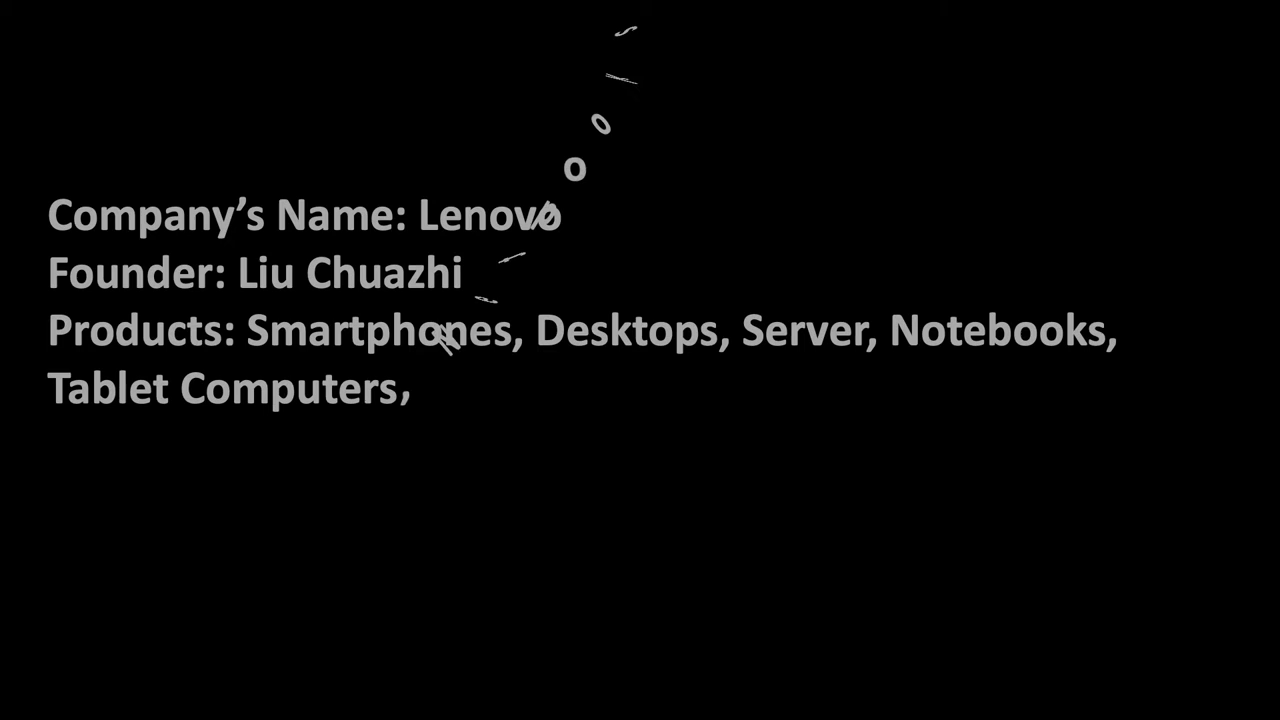 Company’s Name: Lenovo
Founder: Liu Chuazhi
Products: Smartphones, Desktops, Server, Notebooks,
Tablet Computers,